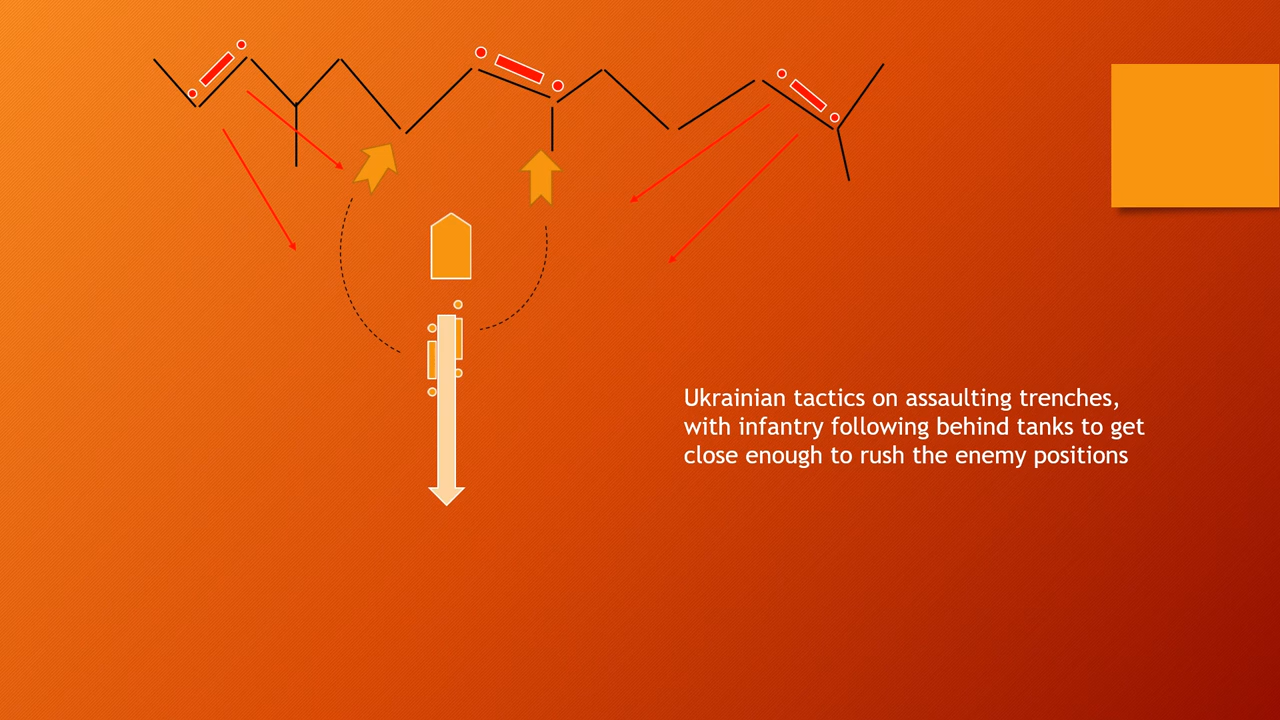 Ukrainian tactics on assaulting trenches,
with infantry following behind tanks to get
close enough to rush the enemy positions